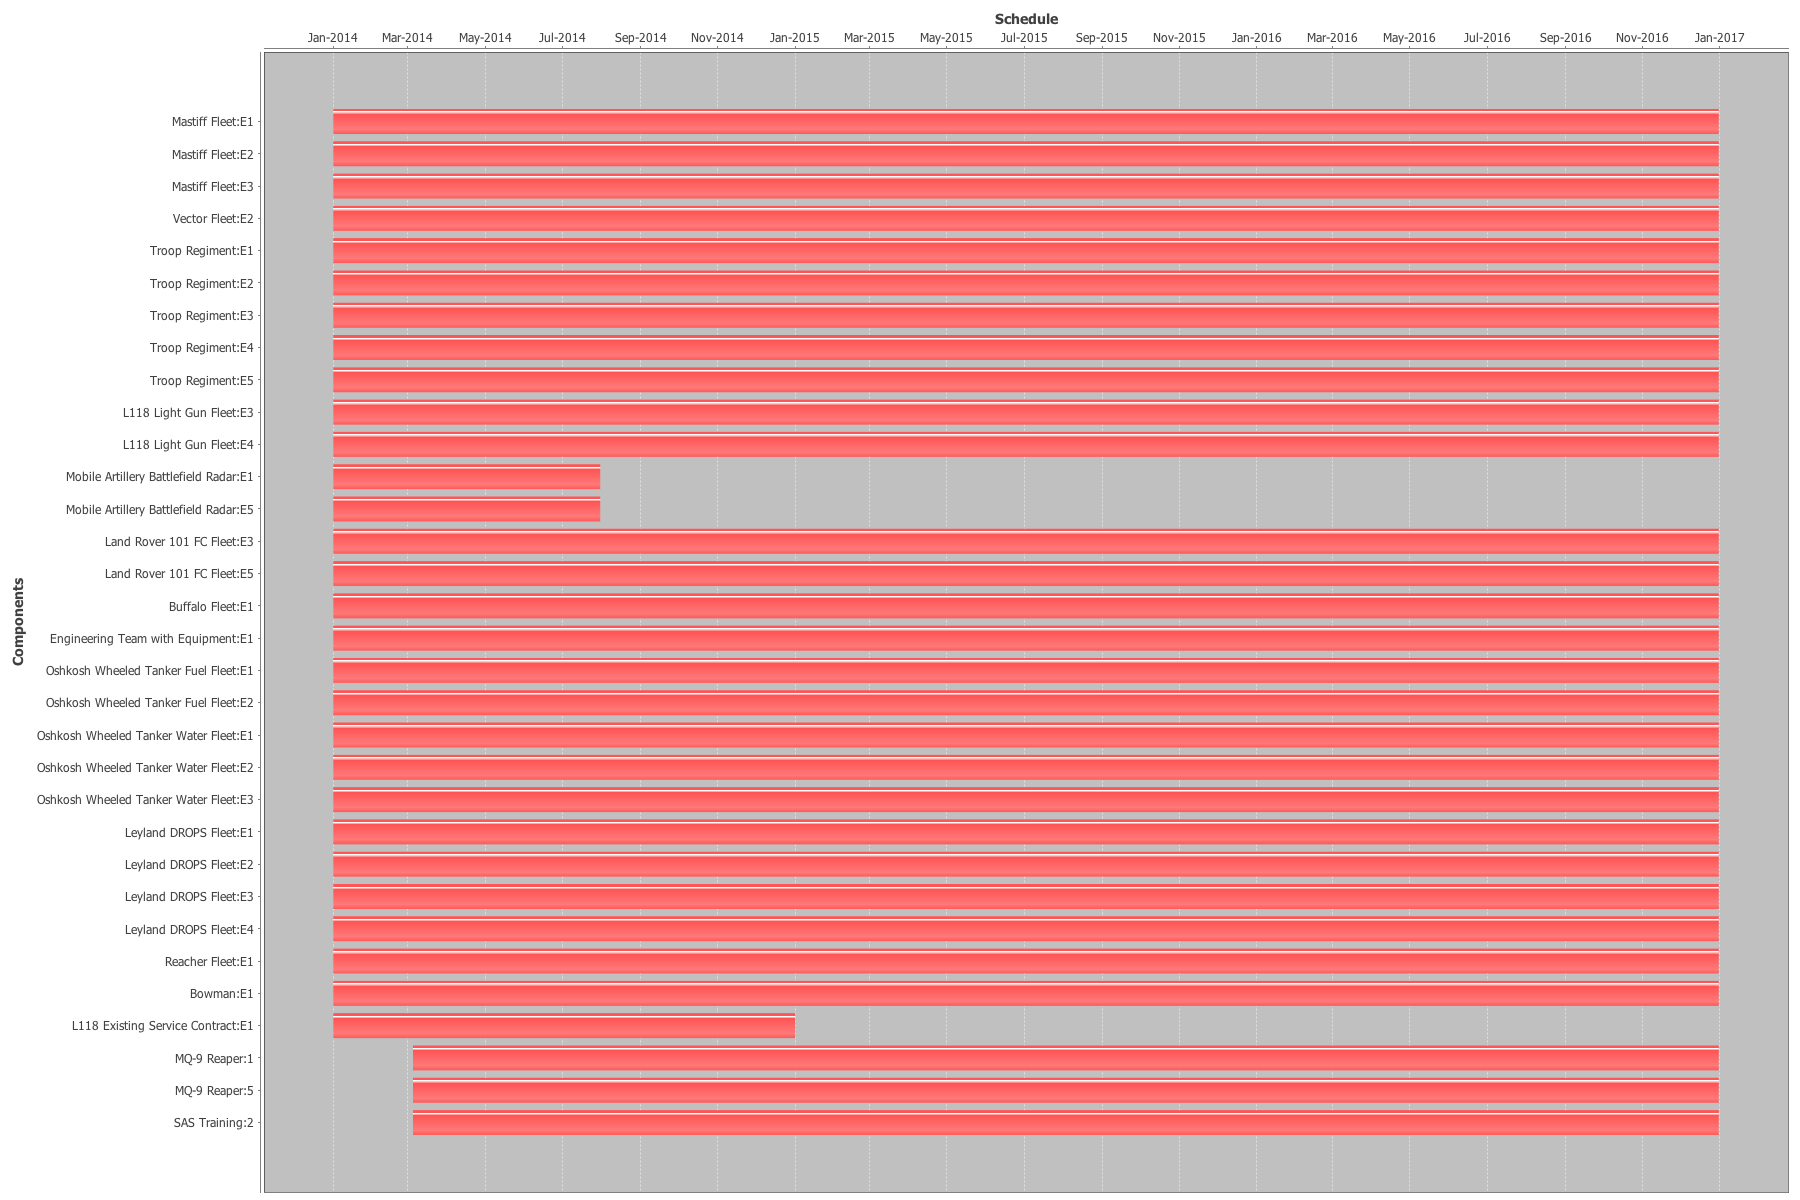 Schedule
Jan-2014 Mar-2014 May-2014 Jul-2014 Sep-2014 Nov-2014 Jan-2015 Mar-2015 May-2015 Jul-2015 Sep-2015 Nov-2015 Jan-2016 Mar-2016 May-2016 Jul-2016 Sep-2016 Nov-2016 Jan-2017
Components
Mastiff Fleet:E1
Mastiff Fleet:E2
Mastiff Fleet:E3
Vector Fleet:E2
Troop Regiment:E1
Troop Regiment:E2
Troop Regiment:E3
Troop Regiment:E4
Troop Regiment:E5
L118 Light Gun Fleet:E3
L118 Light Gun Fleet:E4
Mobile Artillery Battlefield Radar:E1
Mobile Artillery Battlefield Radar:E5
Land Rover 101 FC Fleet:E3
Land Rover 101 FC Fleet:E5
Buffalo Fleet:E1
Engineering Team with Equipment:E1
Oshkosh Wheeled Tanker Fuel Fleet:E1
Oshkosh Wheeled Tanker Fuel Fleet:E2
Oshkosh Wheeled Tanker Water Fleet:E1
Oshkosh Wheeled Tanker Water Fleet:E2
Oshkosh Wheeled Tanker Water Fleet:E3
Leyland DROPS Fleet:E1
Leyland DROPS Fleet:E2
Leyland DROPS Fleet:E3
Leyland DROPS Fleet:E4
Reacher Fleet:E1
Bowman:E1
L118 Existing Service Contract:E1
MQ-9 Reaper:1
MQ-9 Reaper:5
SAS Training:2